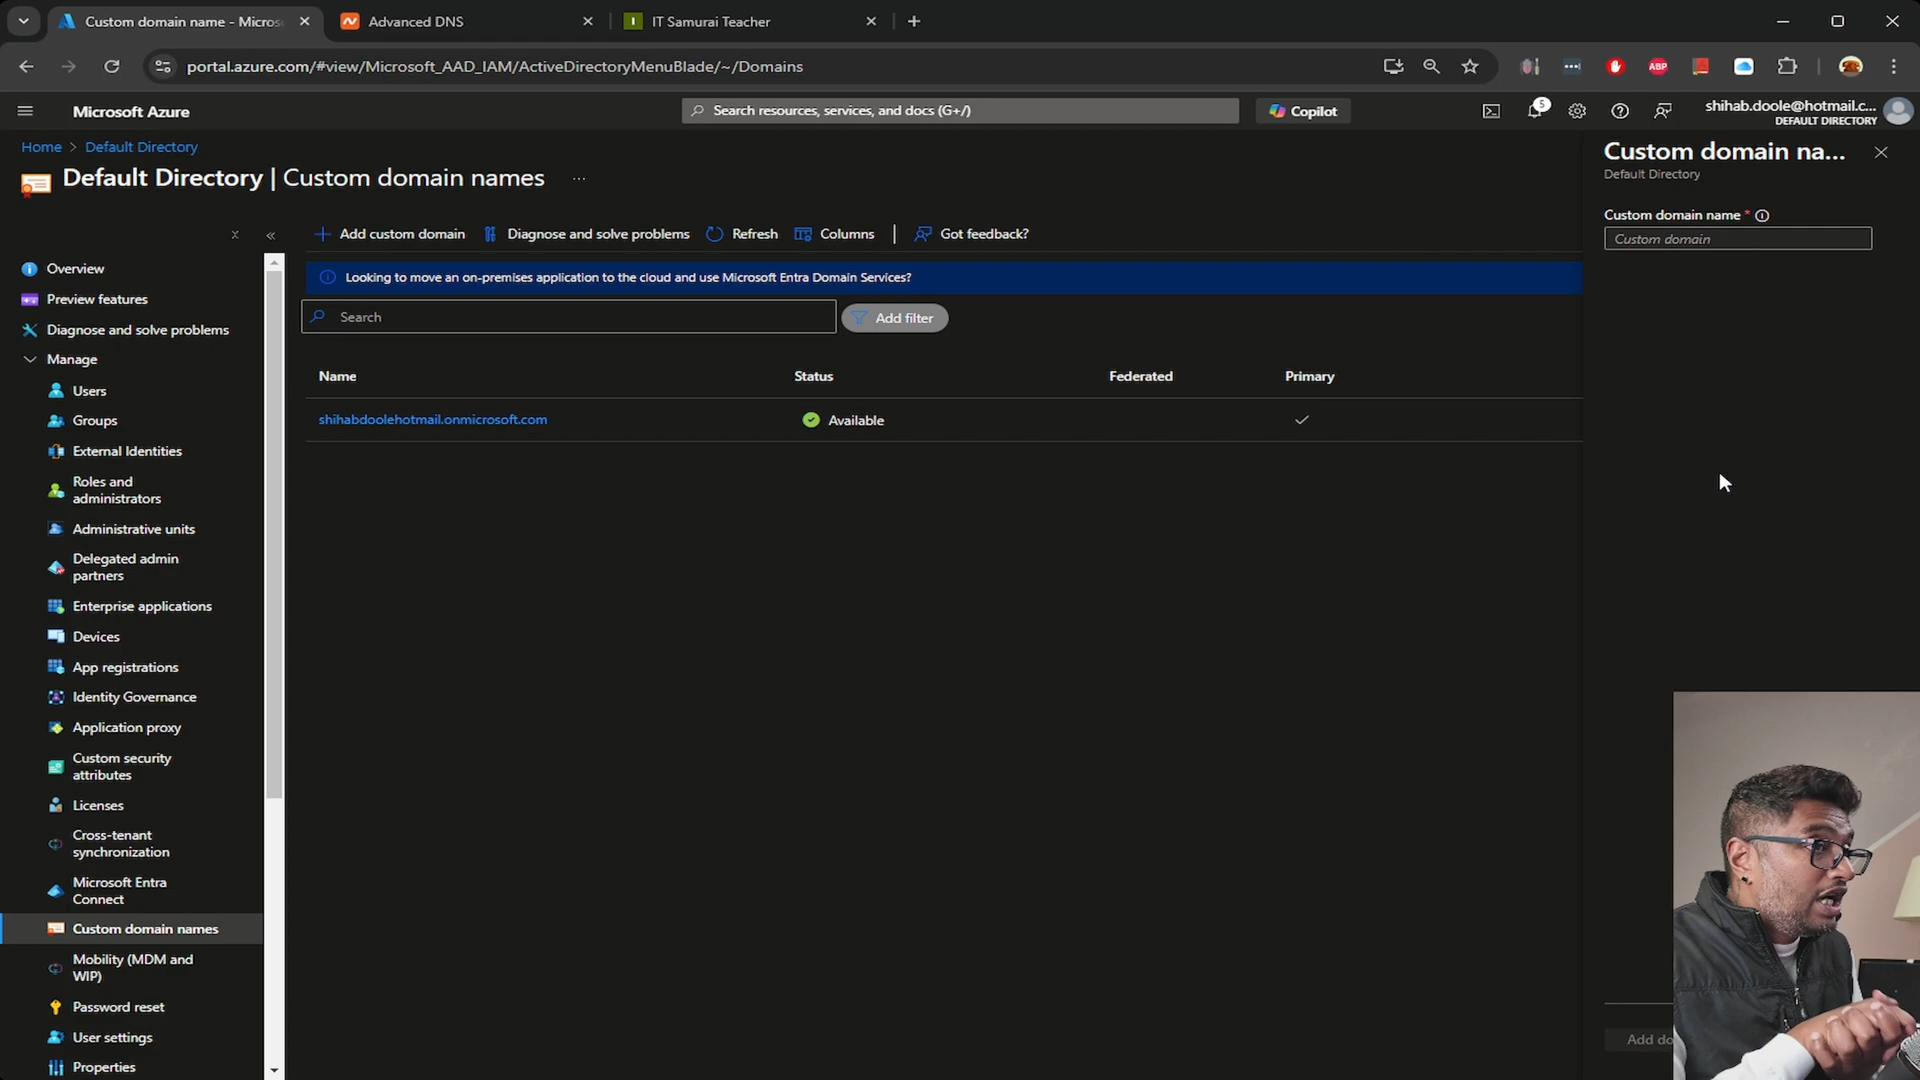 Custom domain name - Micros
Advanced DNS
IT Samurai Teacher
portal.azure.com/#view/Microsoft_AAD_IAM/ActiveDirectoryMenuBlade/~/Domains
ABP
Microsoft Azure
Search resources, services, and docs (G+/)
Copilot
5
shihab.doole@hotmail.c...
DEFAULT DIRECTORY
Home > Default Directory
Default Directory | Custom domain names ...
Custom domain na...
Default Directory
Custom domain name *
Custom domain
Add custom domain
Diagnose and solve problems
Refresh
Columns
Got feedback?
Looking to move an on-premises application to the cloud and use Microsoft Entra Domain Services?
Search
Add filter
Name Status Federated Primary
shihabdoolehotmail.onmicrosoft.com Available
Overview
Preview features
Diagnose and solve problems
Manage
Users
Groups
External Identities
Roles and
administrators
Administrative units
Delegated admin
partners
Enterprise applications
Devices
App registrations
Identity Governance
Application proxy
Custom security
attributes
Licenses
Cross-tenant
synchronization
Microsoft Entra
Connect
Custom domain names
Mobility (MDM and
WIP)
Password reset
User settings
Properties
Add do